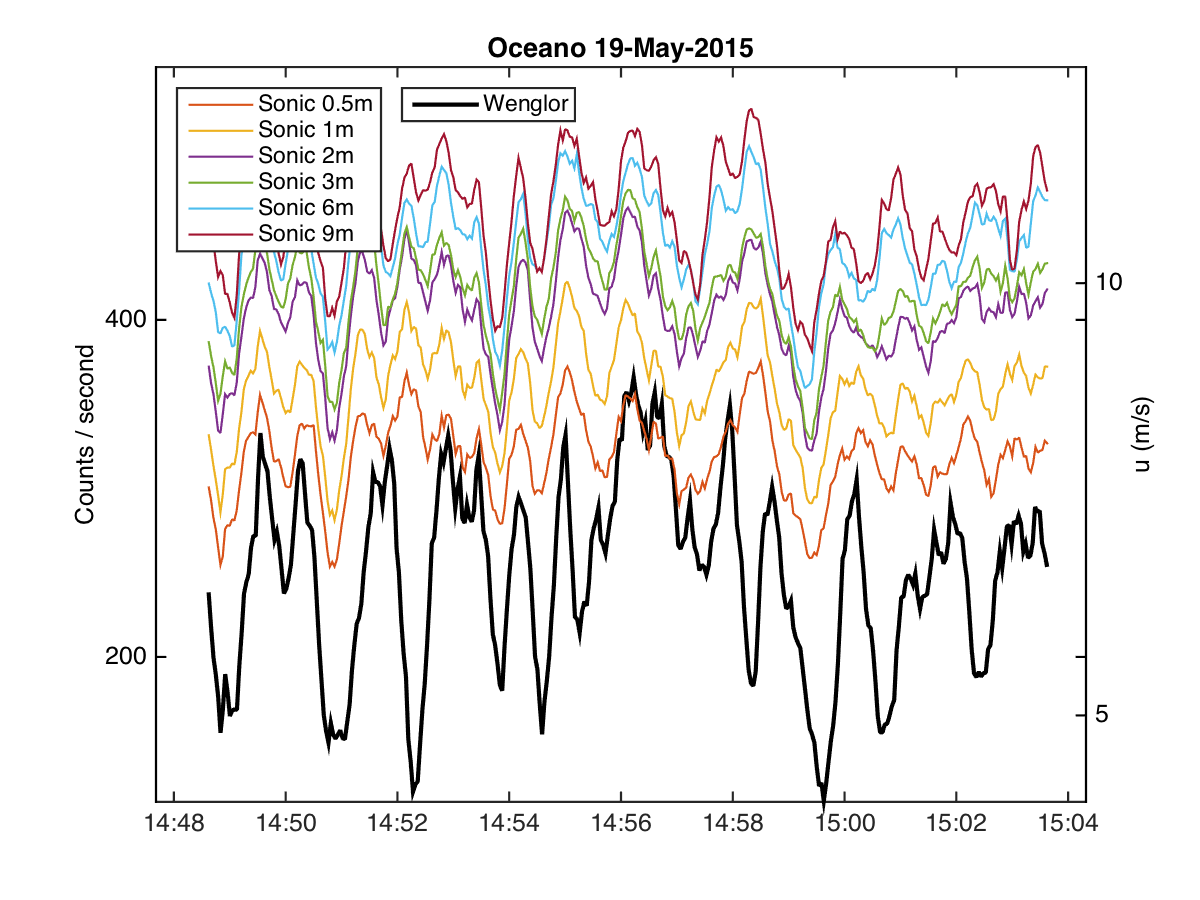 Oceano 19-May-2015
Sonic 0.5m
Sonic 1m
Sonic 2m
Sonic 3m
Sonic 6m
Sonic 9m
Wenglor
Counts / second
400
200
10
5
u (m/s)
14:48 14:50 14:52 14:54 14:56 14:58 15:00 15:02 15:04